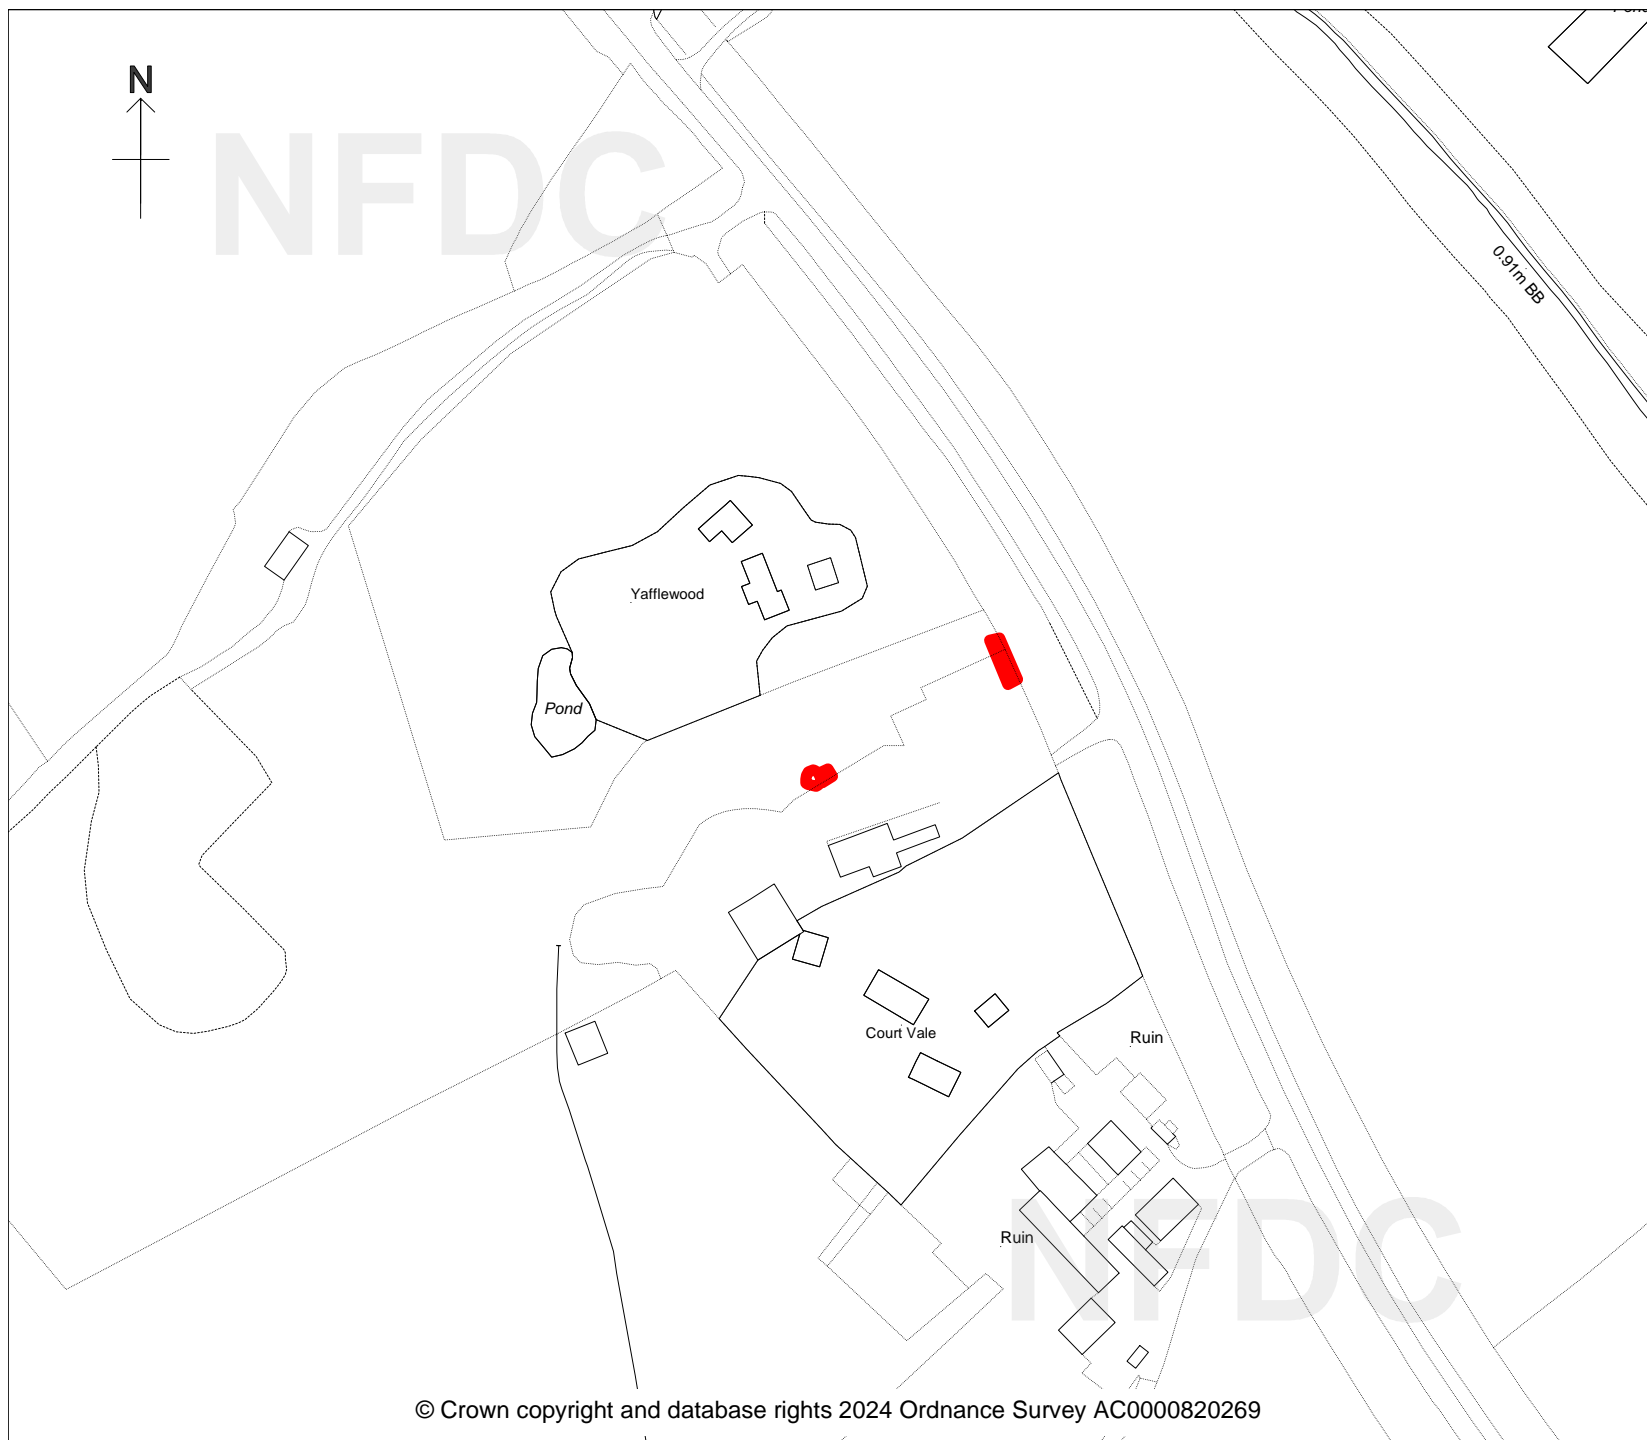 N
NFDC
0.91m BB
Yafflewood
Pond
Court Vale
Ruin
Ruin
NFDC
© Crown copyright and database rights 2024 Ordnance Survey AC0000820269